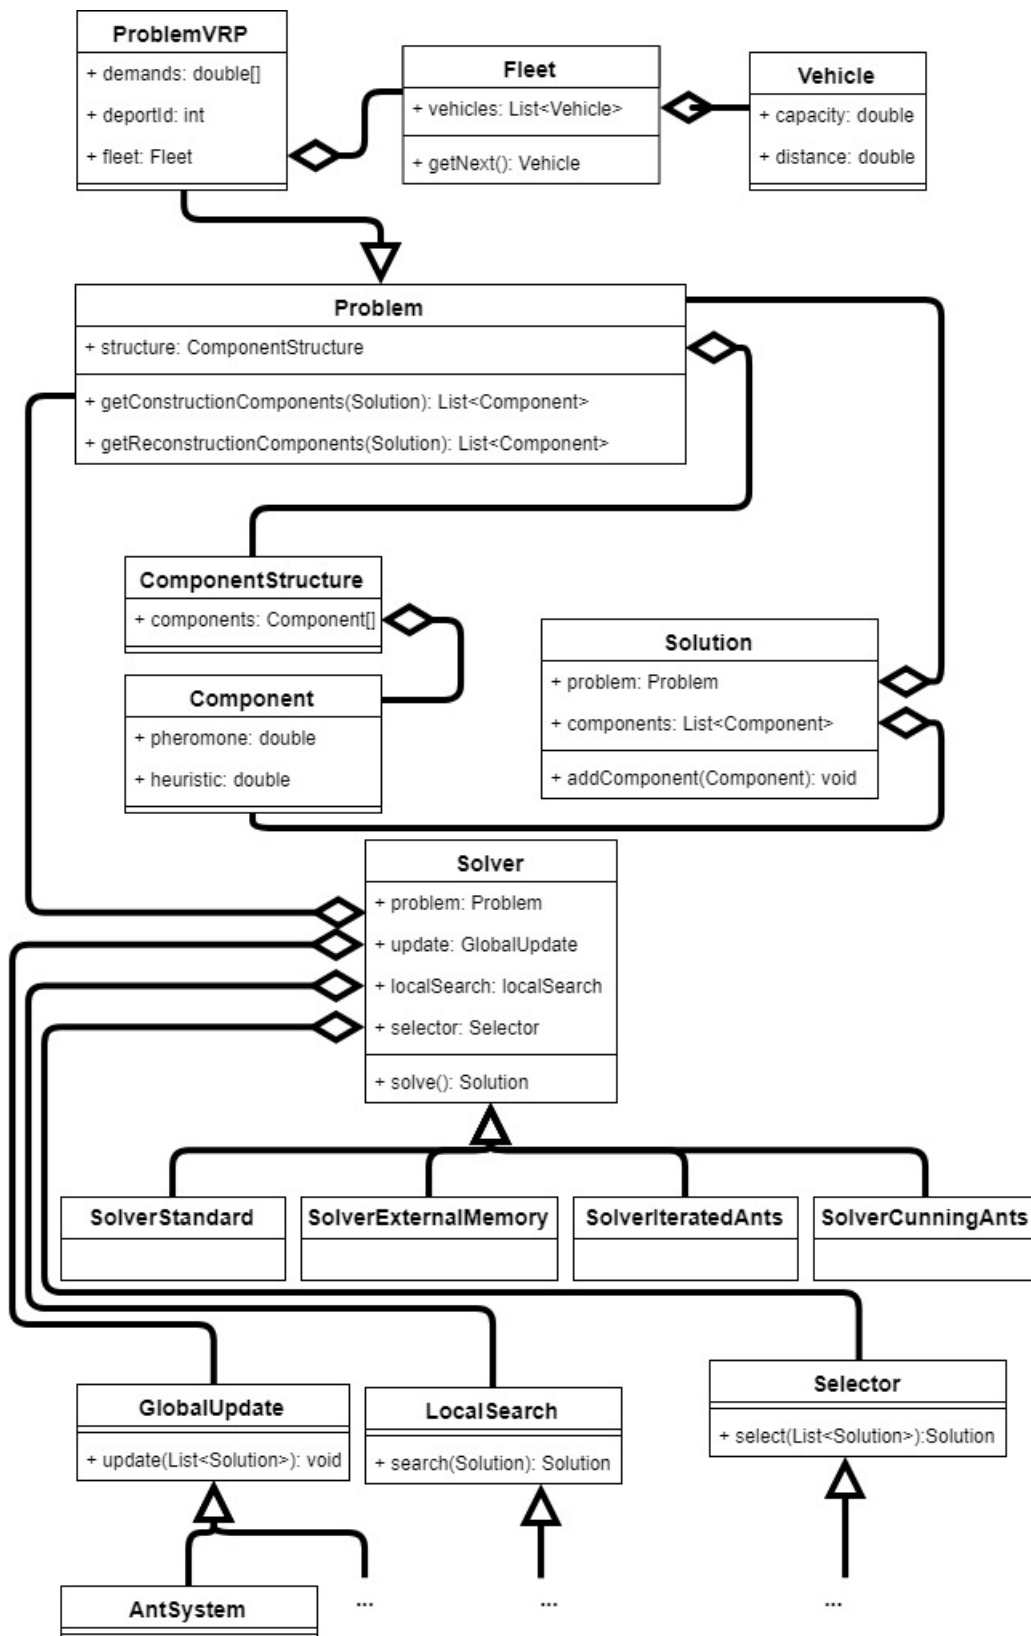 ProblemVRP
+ demands: double[]
+ deportId: int
+ fleet: Fleet
Fleet
+ vehicles: List<Vehicle>
+ getNext(): Vehicle
Vehicle
+ capacity: double
+ distance: double
Problem
+ structure: ComponentStructure
+ getConstructionComponents(Solution): List<Component>
+ getReconstructionComponents(Solution): List<Component>
ComponentStructure
+ components: Component[]
Component
+ pheromone: double
+ heuristic: double
Solution
+ problem: Problem
+ components: List<Component>
+ addComponent(Component): void
Solver
+ problem: Problem
+ update: GlobalUpdate
+ localSearch: localSearch
+ selector: Selector
+ solve(): Solution
SolverStandard
SolverExternalMemory
SolverIteratedAnts
SolverCunningAnts
GlobalUpdate
+ update(List<Solution>): void
LocalSearch
+ search(Solution): Solution
Selector
+ select(List<Solution>):Solution
AntSystem
...
...
...